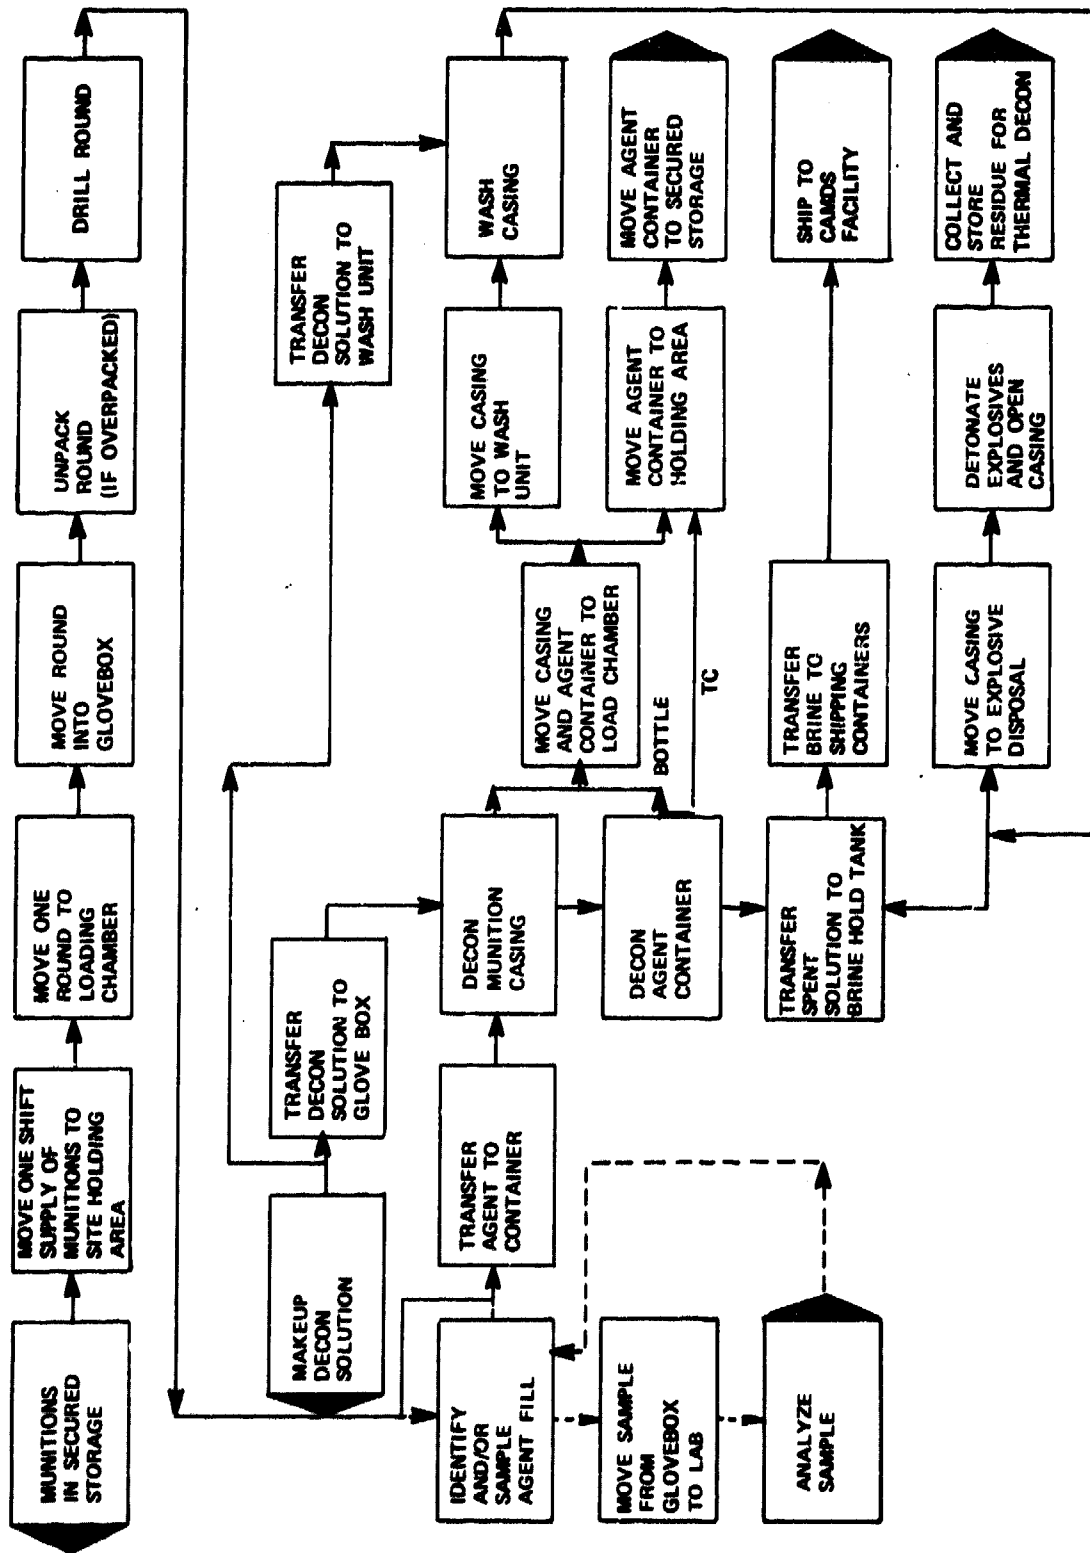 MUNITIONS
IN SECURED
STORAGE
MOVE ONE SHIFT
SUPPLY OF
MUNITIONS TO
SITE HOLDING
AREA
MOVE ONE
ROUND TO
LOADING
CHAMBER
MOVE ROUND
INTO
GLOVEBOX
UNPACK
ROUND
(IF OVERPACKED)
DRILL ROUND
MAKEUP
DECON
SOLUTION
TRANSFER
DECON
SOLUTION TO
GLOVE BOX
TRANSFER
DECON
SOLUTION TO
WASH UNIT
IDENTIFY
AND/OR
SAMPLE
AGENT FILL
TRANSFER
AGENT TO
CONTAINER
DECON
MUNITION
CASING
MOVE CASING
AND AGENT
CONTAINER TO
LOAD CHAMBER
MOVE CASING
TO WASH
UNIT
WASH
CASING
MOVE SAMPLE
FROM
GLOVEBOX
TO LAB
DECON
AGENT
CONTAINER
BOTTLE
TC
MOVE AGENT
CONTAINER TO
HOLDING AREA
MOVE AGENT
CONTAINER
TO SECURED
STORAGE
ANALYZE
SAMPLE
TRANSFER
SPENT
SOLUTION TO
BRINE HOLD TANK
TRANSFER
BRINE TO
SHIPPING
CONTAINERS
SHIP TO
CAMDS
FACILITY
MOVE CASING
TO EXPLOSIVE
DISPOSAL
DETONATE
EXPLOSIVES
AND OPEN
CASING
COLLECT AND
STORE
RESIDUE FOR
THERMAL DECON